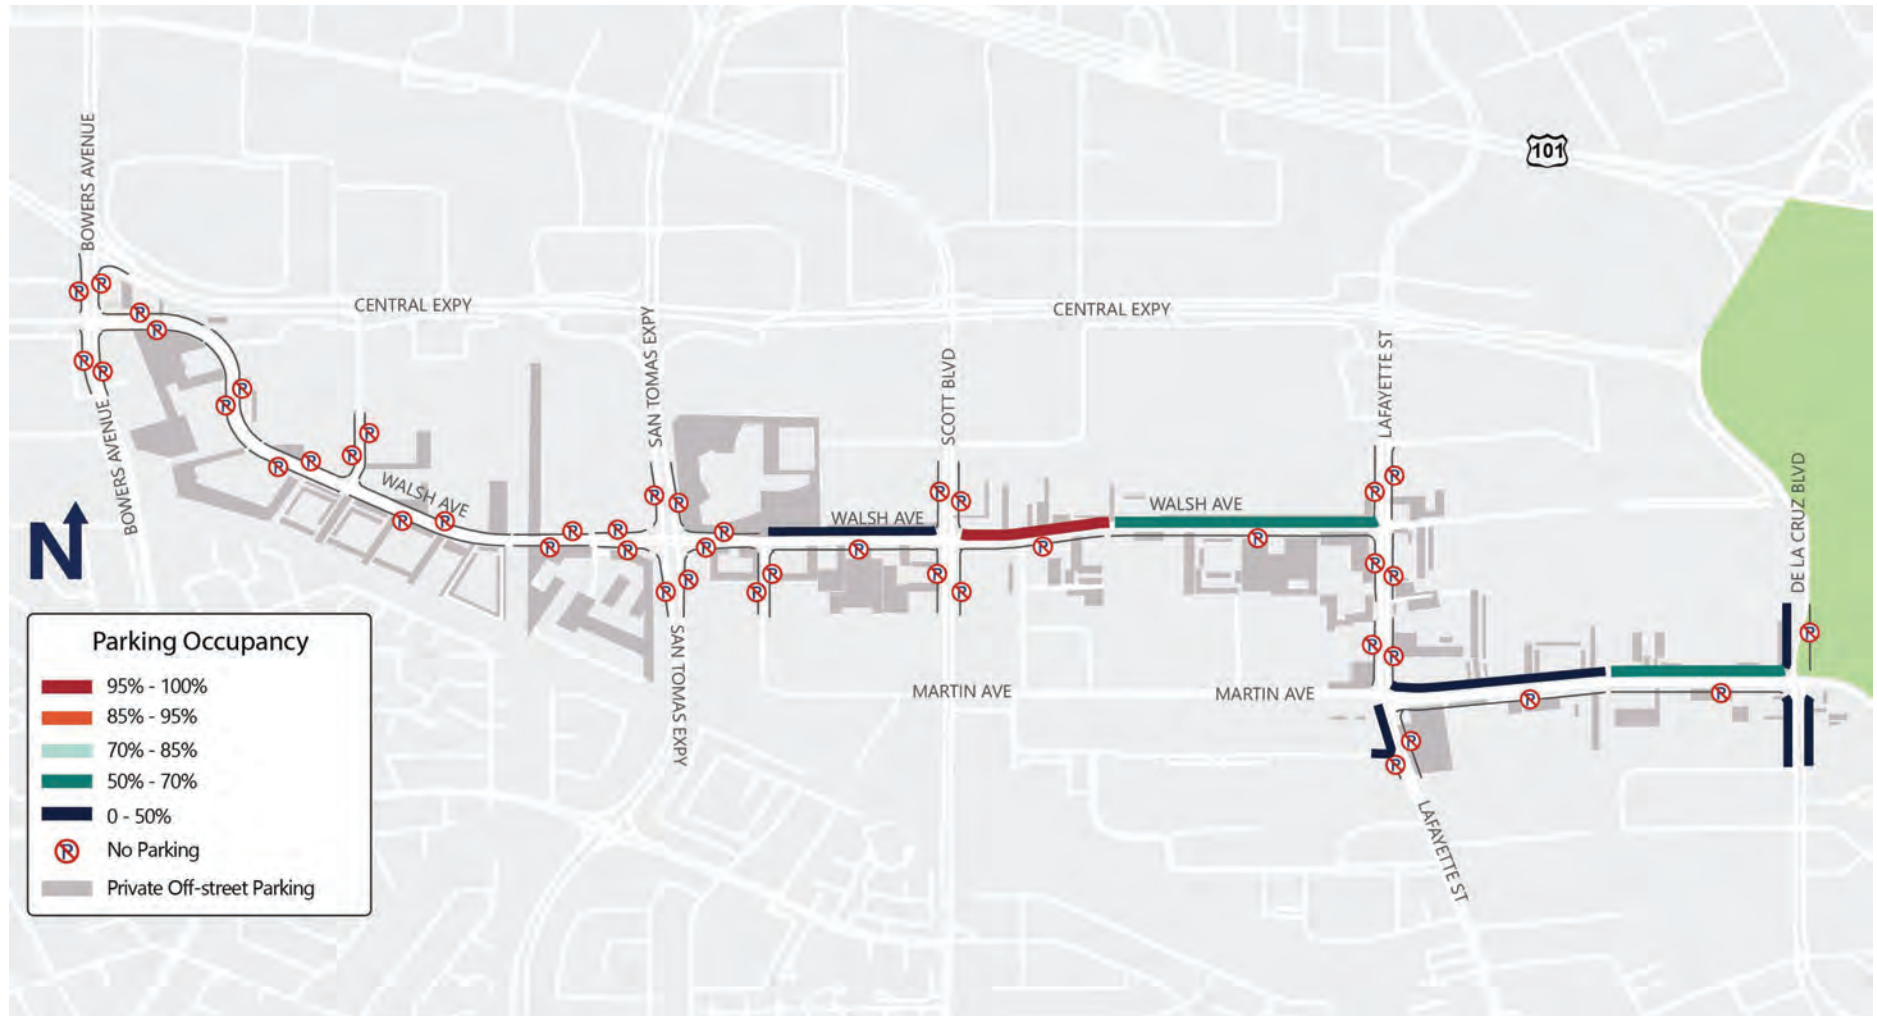 101
BOWERS AVENUE
CENTRAL EXPY
CENTRAL EXPY
SAN TOMAS EXPY
SCOTT BLVD
LAFAYETTE ST
BOWERS AVENUE
WALSH AVE
WALSH AVE
WALSH AVE
DE LA CRUZ BLVD
N
SAN TOMAS EXPY
MARTIN AVE
MARTIN AVE
LAFAYETTE ST
Parking Occupancy
95% - 100%
85% - 95%
70% - 85%
50% - 70%
0 - 50%
No Parking
Private Off-street Parking